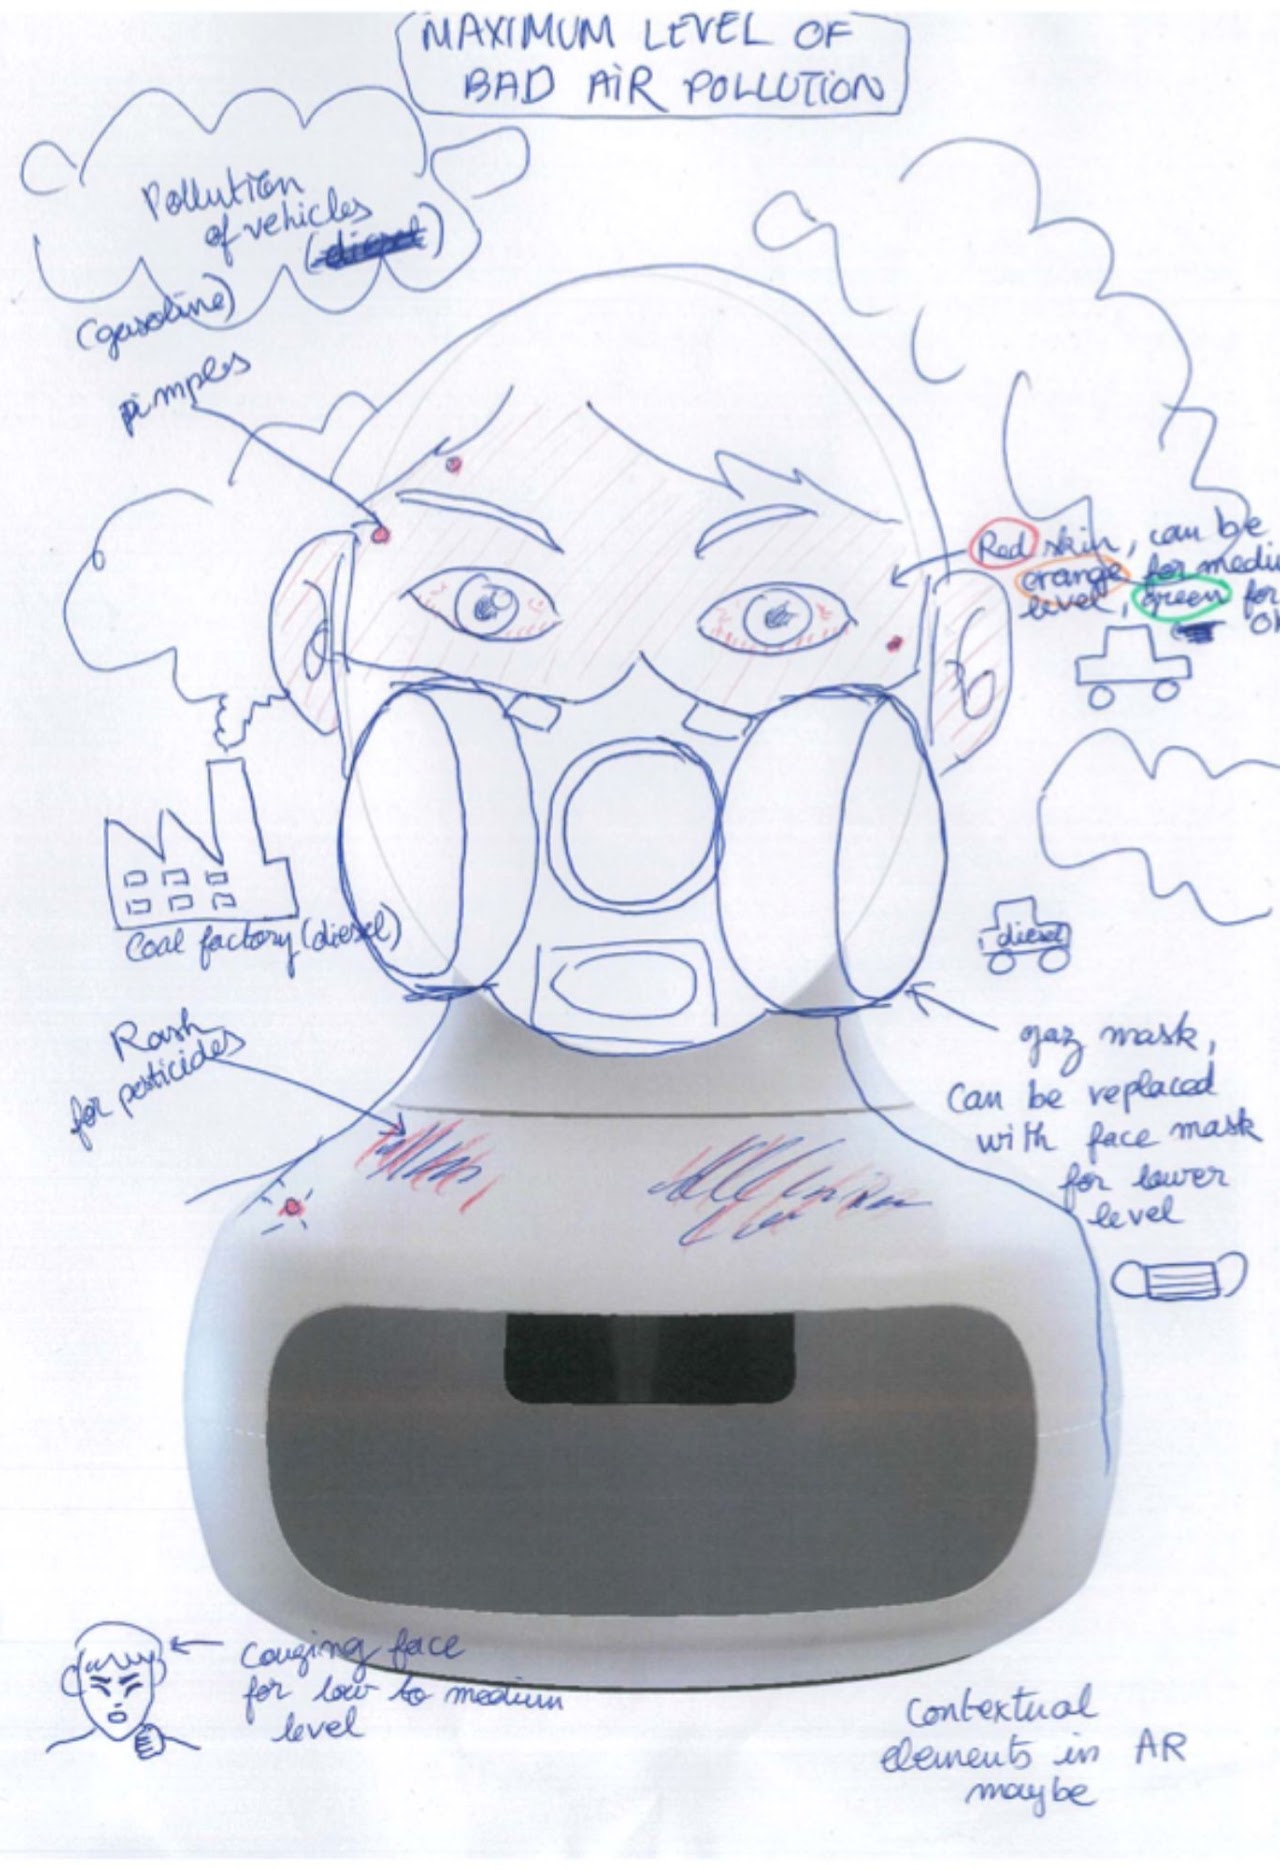 MAXIMUM LEVEL OF
BAD AIR POLLUTION
Pollution
of vehicles
(diesel)
(gasoline)
pimples
Red skin, can be
orange for mediu
level, green for
Ok
Coal factory (diesel)
diesel
Rash
for pesticides
gaz mask,
can be replaced
with face mask
for lower
level
Couging face
for low to medium
level
Contextual
elements in AR
maybe